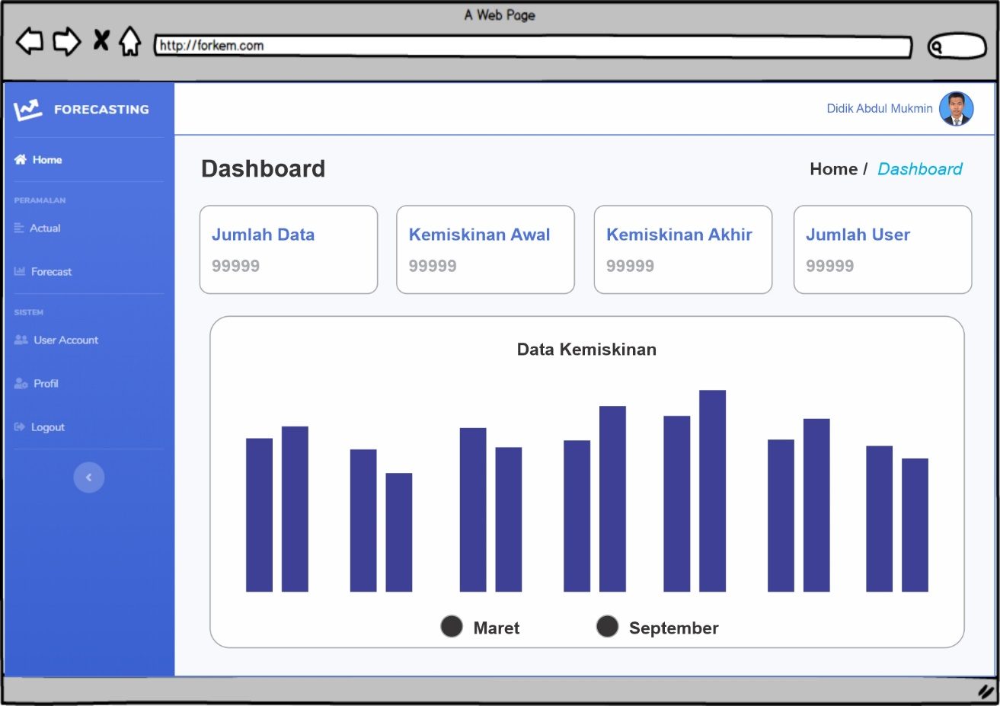 A Web Page
http://forkem.com
FORECASTING
Didik Abdul Mukmin
Home
PERAMALAN
Actual
Forecast
SISTEM
User Account
Profil
Logout
Dashboard
Home / Dashboard
Jumlah Data
99999
Kemiskinan Awal
99999
Kemiskinan Akhir
99999
Jumlah User
99999
Data Kemiskinan
Maret
September